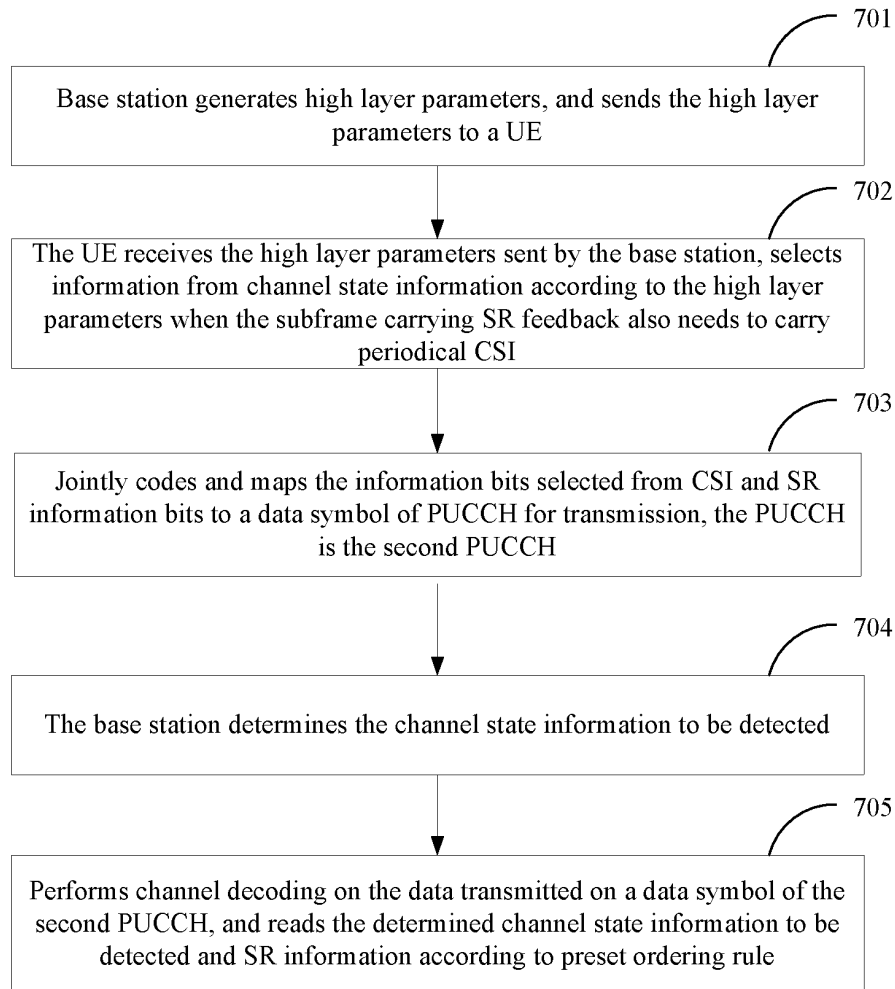 701
Base station generates high layer parameters, and sends the high layer
parameters to a UE
702
The UE receives the high layer parameters sent by the base station, selects
information from channel state information according to the high layer
parameters when the subframe carrying SR feedback also needs to carry
periodical CSI
703
Jointly codes and maps the information bits selected from CSI and SR
information bits to a data symbol of PUCCH for transmission, the PUCCH
is the second PUCCH
704
The base station determines the channel state information to be detected
705
Performs channel decoding on the data transmitted on a data symbol of the
second PUCCH, and reads the determined channel state information to be
detected and SR information according to preset ordering rule